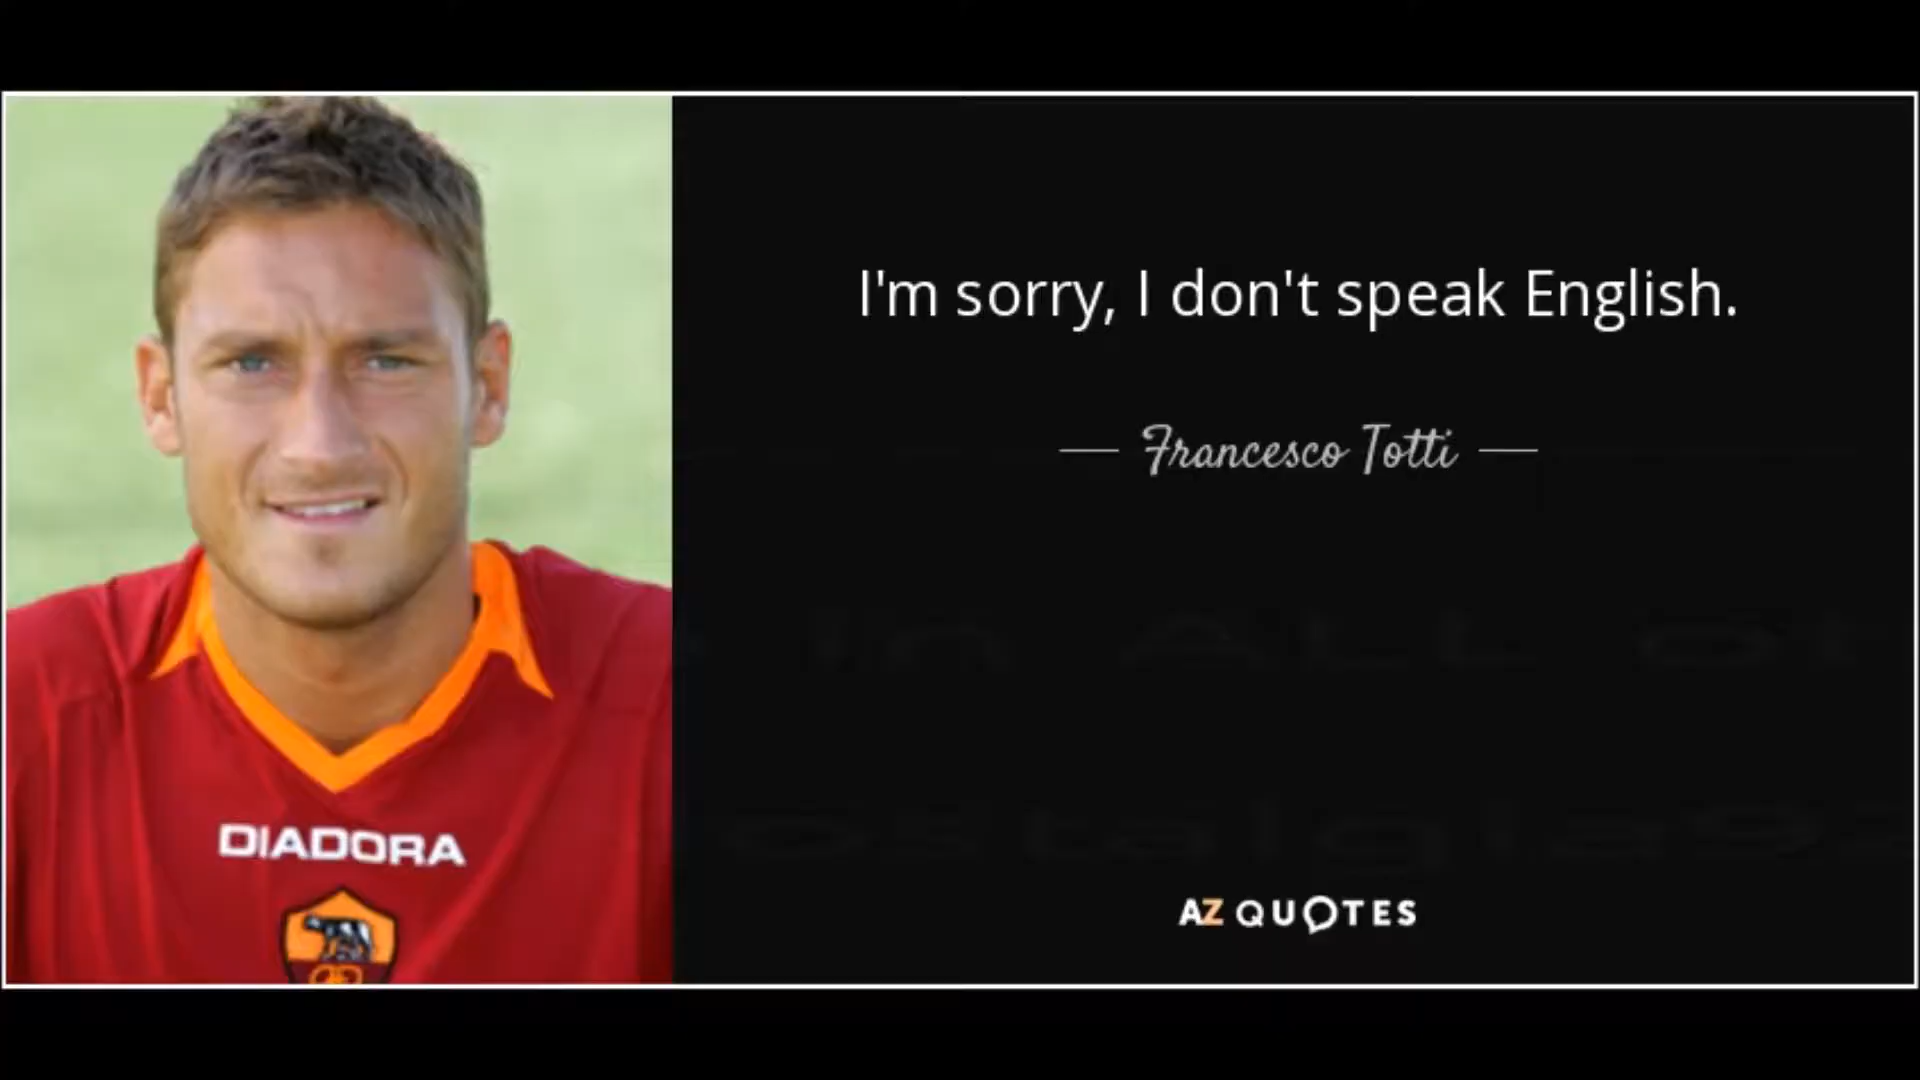 I'm sorry, I don't speak English.
Francesco Totti
DIADORA
AZ QUOTES